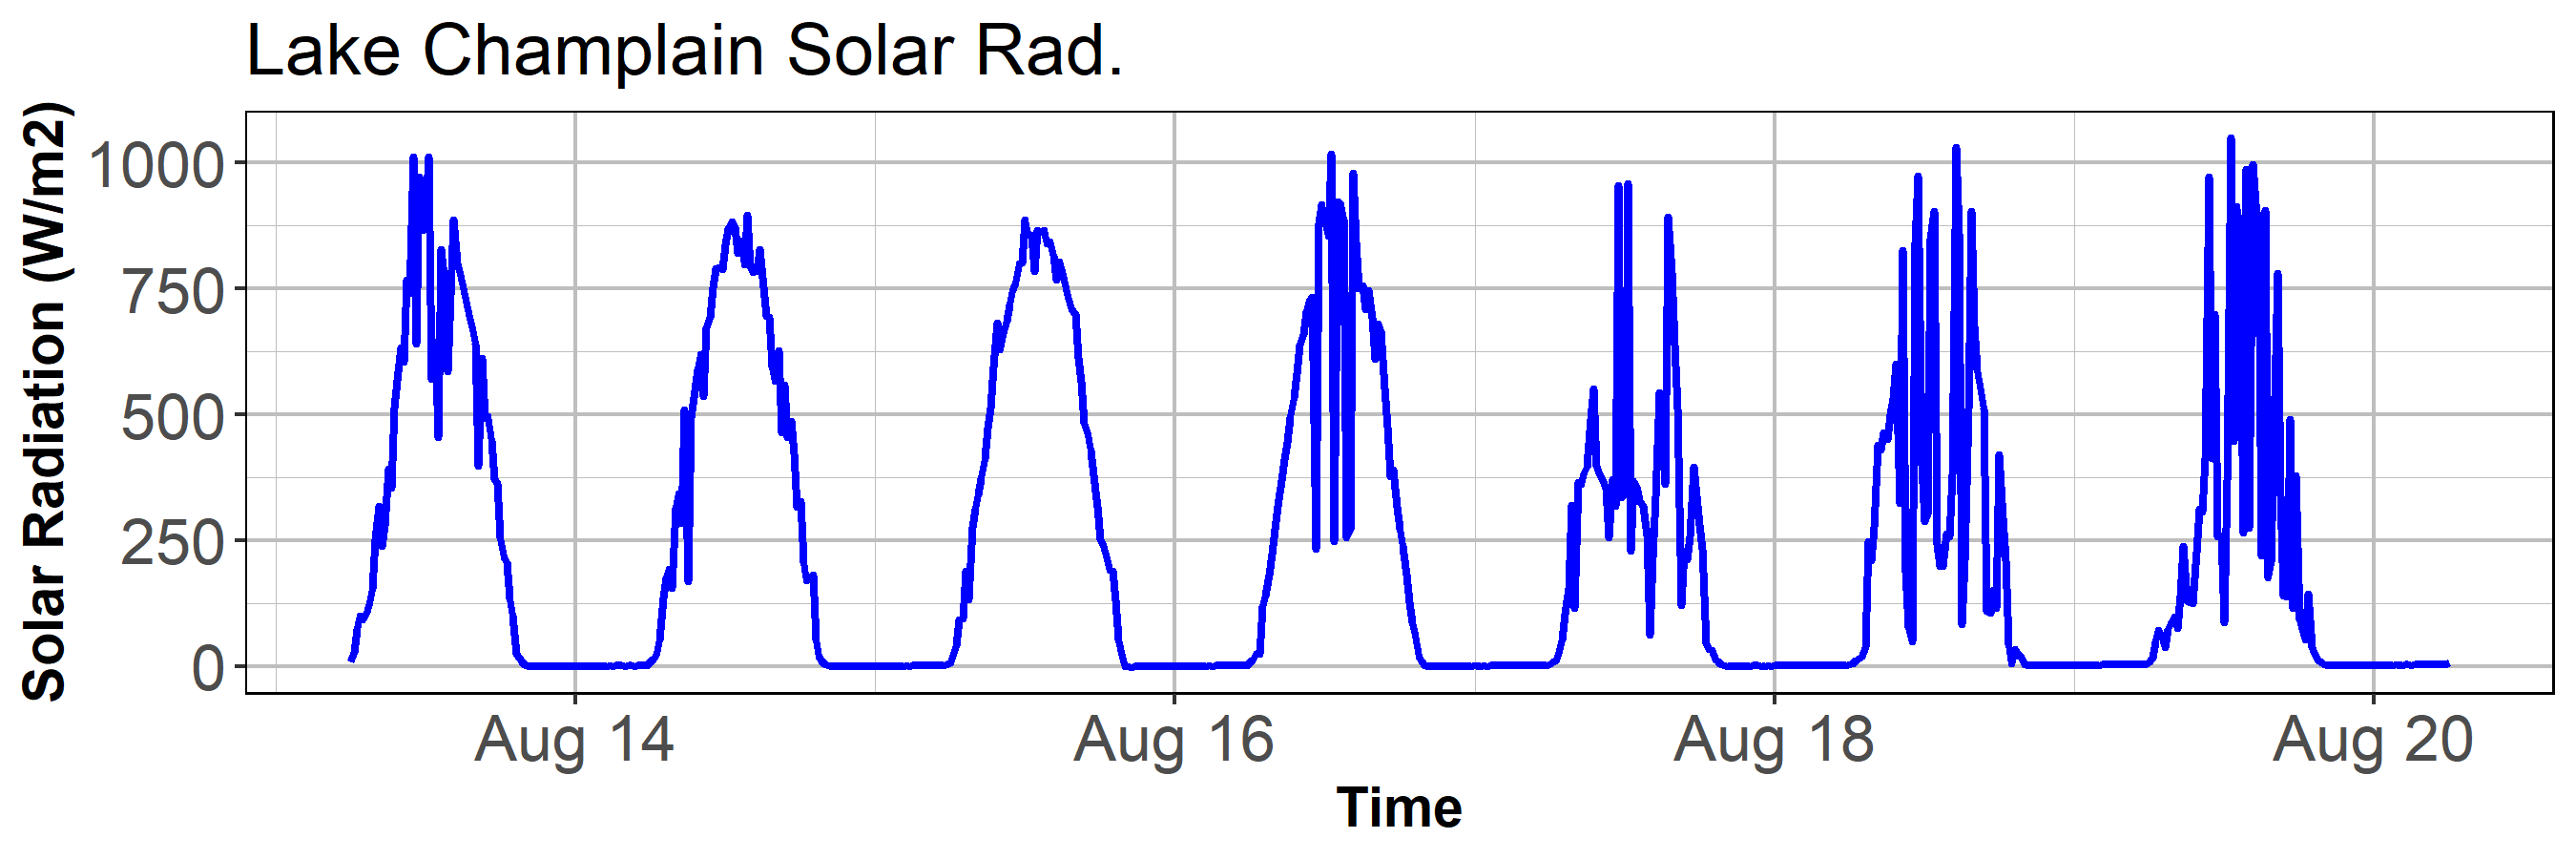 Lake Champlain Solar Rad.
Solar Radiation (W/m2)
1000
750
500
250
0
Aug 14 Aug 16 Aug 18 Aug 20
Time